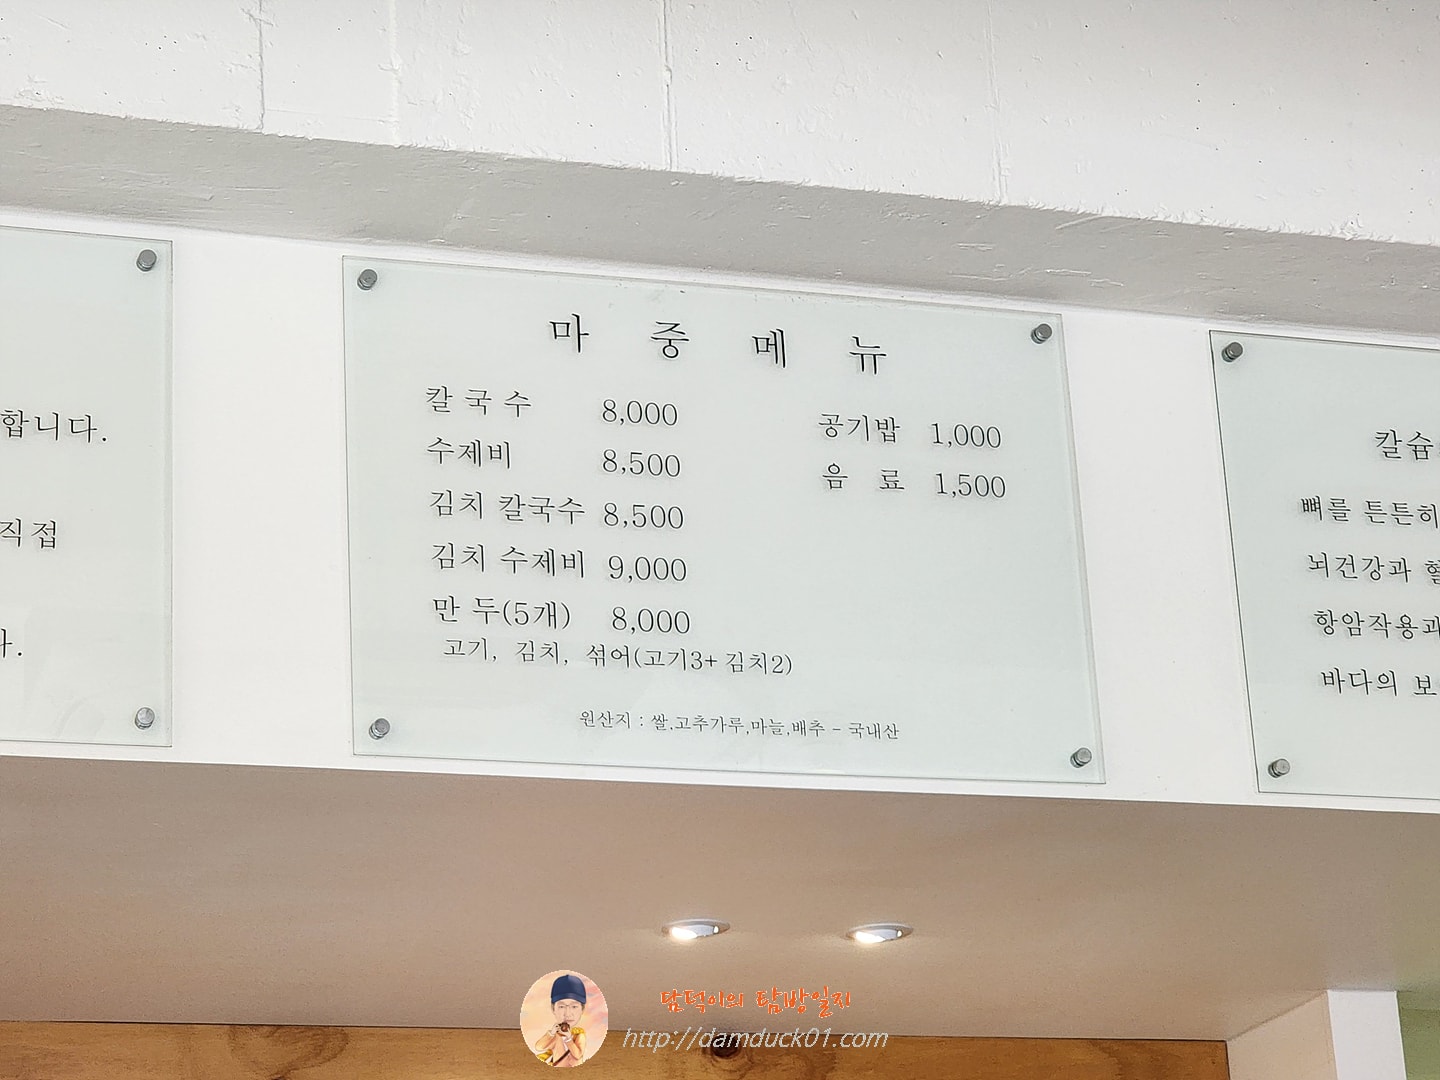 합니다.
직접
다.
마 중 메 뉴
칼 국 수 8,000
수제비 8,500
김치 칼국수 8,500
김치 수제비 9,000
만 두(5개) 8,000
고기, 김치, 섞어(고기3+김치2)
공기밥 1,000
음 료 1,500
원산지 : 쌀,고추가루,마늘,배추 - 국내산
칼슘
뼈를 튼튼히
뇌건강과
항암작용과
바다의 보
담덕이의 탐방일지
http://damduck01.com